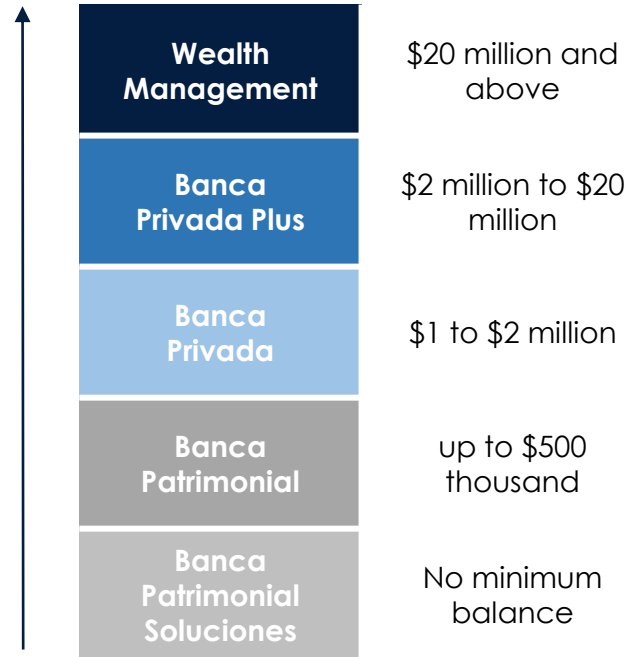 Wealth
Management
$20 million and
above
Banca
Privada Plus
$2 million to $20
million
Banca
Privada
$1 to $2 million
Banca
Patrimonial
up to $500
thousand
Banca
Patrimonial
Soluciones
No minimum
balance